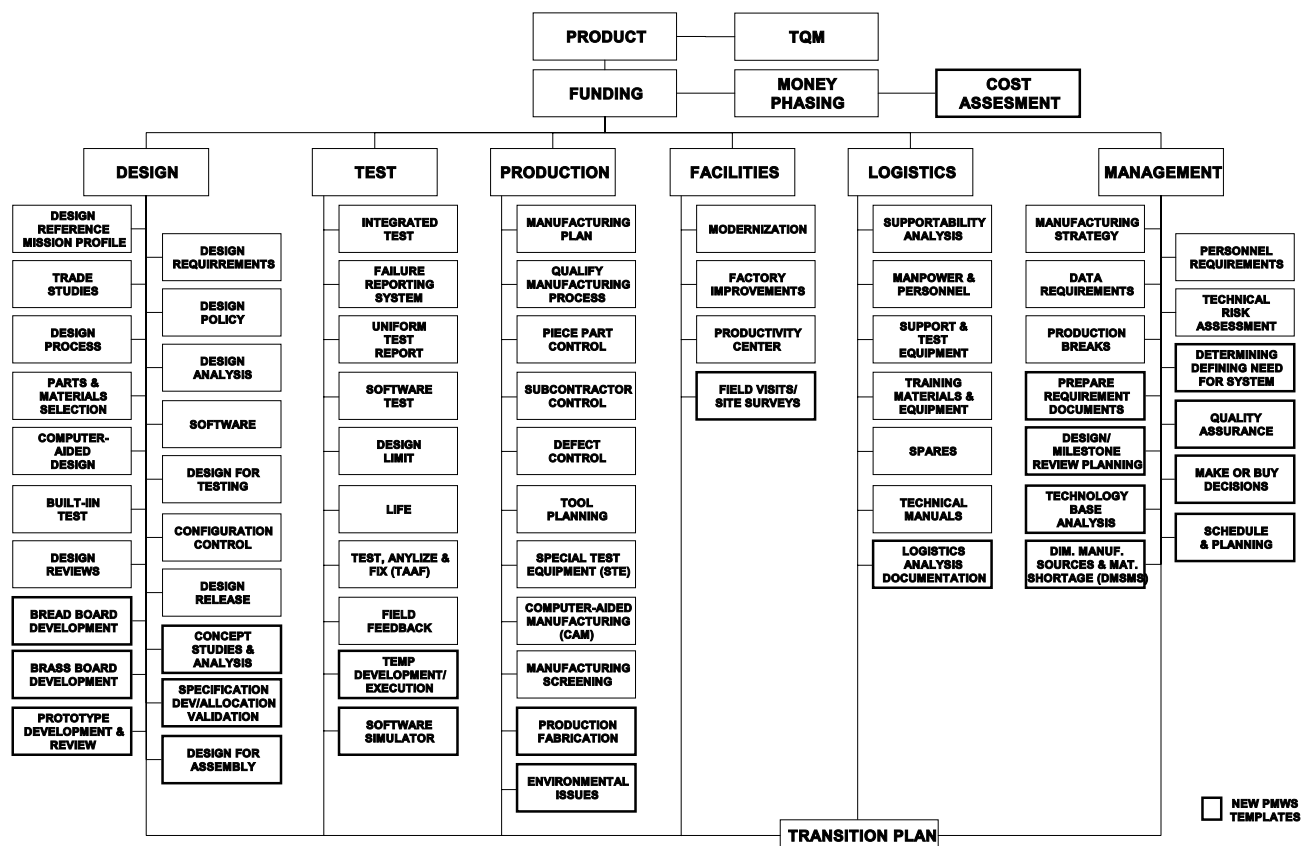 PRODUCT
TQM
FUNDING
MONEY
PHASING
COST
ASSESMENT
DESIGN
TEST
PRODUCTION
FACILITIES
LOGISTICS
MANAGEMENT
DESIGN
REFERENCE
MISSION PROFILE
TRADE
STUDIES
DESIGN
PROCESS
PARTS &
MATERIALS
SELECTION
COMPUTER-
AIDED
DESIGN
BUILT-IIN
TEST
DESIGN
REVIEWS
BREAD BOARD
DEVELOPMENT
BRASS BOARD
DEVELOPMENT
PROTOTYPE
DEVELOPMENT &
REVIEW
DESIGN
REQUIRREMENTS
DESIGN
POLICY
DESIGN
ANALYSIS
SOFTWARE
DESIGN FOR
TESTING
CONFIGURATION
CONTROL
DESIGN
RELEASE
CONCEPT
STUDIES &
ANALYSIS
SPECIFICATION
DEV/ALLOCATION
VALIDATION
DESIGN FOR
ASSEMBLY
INTEGRATED
TEST
FAILURE
REPORTING
SYSTEM
UNIFORM
TEST
REPORT
SOFTWARE
TEST
DESIGN
LIMIT
LIFE
TEST, ANYLIZE &
FIX (TAAF)
FIELD
FEEDBACK
TEMP
DEVELOPMENT/
EXECUTION
SOFTWARE
SIMULATOR
MANUFACTURING
PLAN
QUALIFY
MANUFACTURING
PROCESS
PIECE PART
CONTROL
SUBCONTRACTOR
CONTROL
DEFECT
CONTROL
TOOL
PLANNING
SPECIAL TEST
EQUIPMENT (STE)
COMPUTER-AIDED
MANUFACTURING
(CAM)
MANUFACTURING
SCREENING
PRODUCTION
FABRICATION
ENVIRONMENTAL
ISSUES
MODERNIZATION
FACTORY
IMPROVEMENTS
PRODUCTIVITY
CENTER
FIELD VISITS/
SITE SURVEYS
SUPPORTABILITY
ANALYSIS
MANPOWER &
PERSONNEL
SUPPORT &
TEST
EQUIPMENT
TRAINING
MATERIALS &
EQUIPMENT
SPARES
TECHNICAL
MANUALS
LOGISTICS
ANALYSIS
DOCUMENTATION
MANUFACTURING
STRATEGY
DATA
REQUIREMENTS
PRODUCTION
BREAKS
PREPARE
REQUIREMENT
DOCUMENTS
DESIGN/
MILESTONE
REVIEW PLANNING
TECHNOLOGY
BASE
ANALYSIS
DIM. MANUF.
SOURCES & MAT.
SHORTAGE (DMSMS)
PERSONNEL
REQUIREMENTS
TECHNICAL
RISK
ASSESSMENT
DETERMINING
DEFINING NEED
FOR SYSTEM
QUALITY
ASSURANCE
MAKE OR BUY
DECISIONS
SCHEDULE
& PLANNING
TRANSITION PLAN
NEW PMWS
TEMPLATES